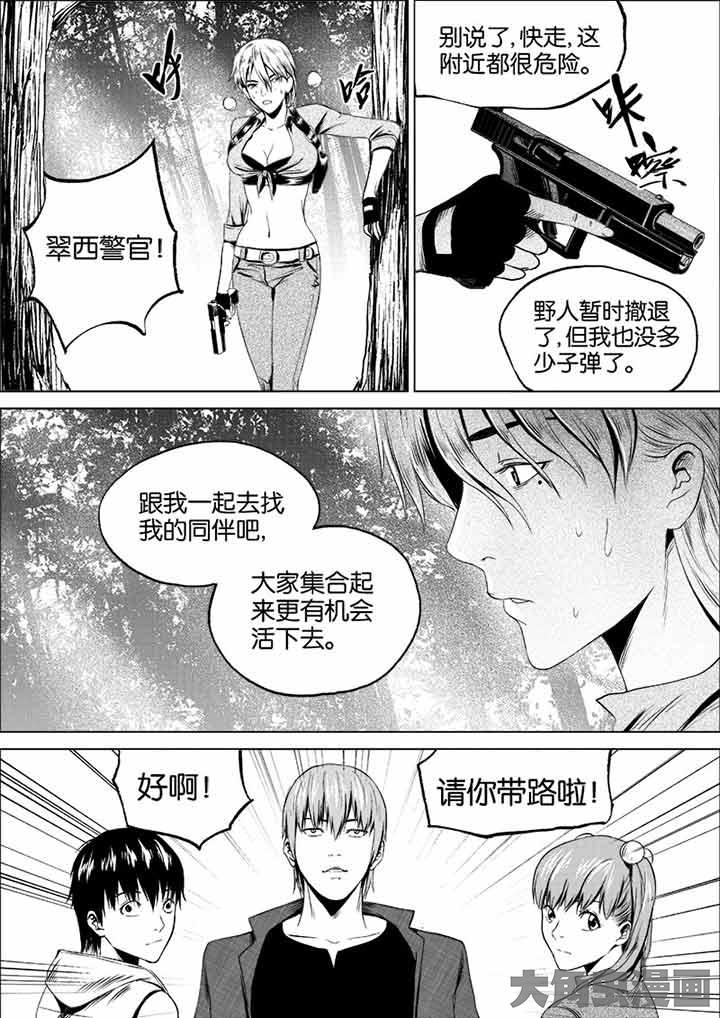 呀
哈
翠西警官！
别说了，快走，这
附近都很危险。
咔
嚓
野人暂时撤退
了，但我也没多
少子弹了。
跟我一起去找
我的同伴吧，
大家集合起
来更有机会
活下去。
好啊！
请你带路啦！
大角虫漫画